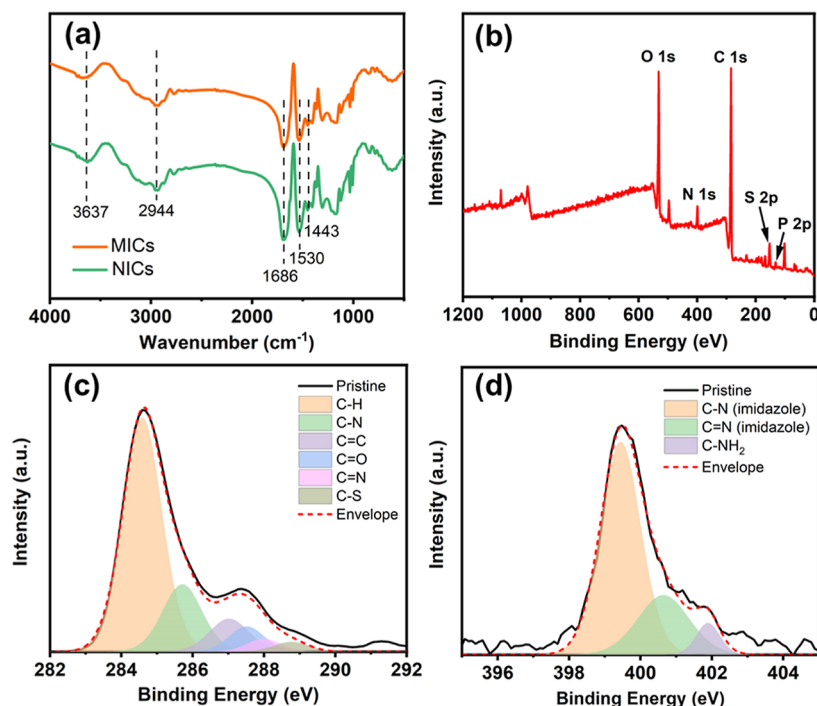 (a)
3637
2944
1686
1530
1443
MICs
NICs
4000
3000
2000
1000
Wavenumber (cm⁻¹)
(b)
O 1s
C 1s
N 1s
S 2p
P 2p
Intensity (a.u.)
1200
1000
800
600
400
200
0
Binding Energy (eV)
(c)
Pristine
C-H
C-N
C=C
C=O
C=N
C-S
Envelope
Intensity (a.u.)
282
284
286
288
290
292
Binding Energy (eV)
(d)
Pristine
C-N (imidazole)
C=N (imidazole)
C-NH₂
Envelope
Intensity (a.u.)
396
398
400
402
404
Binding Energy (eV)